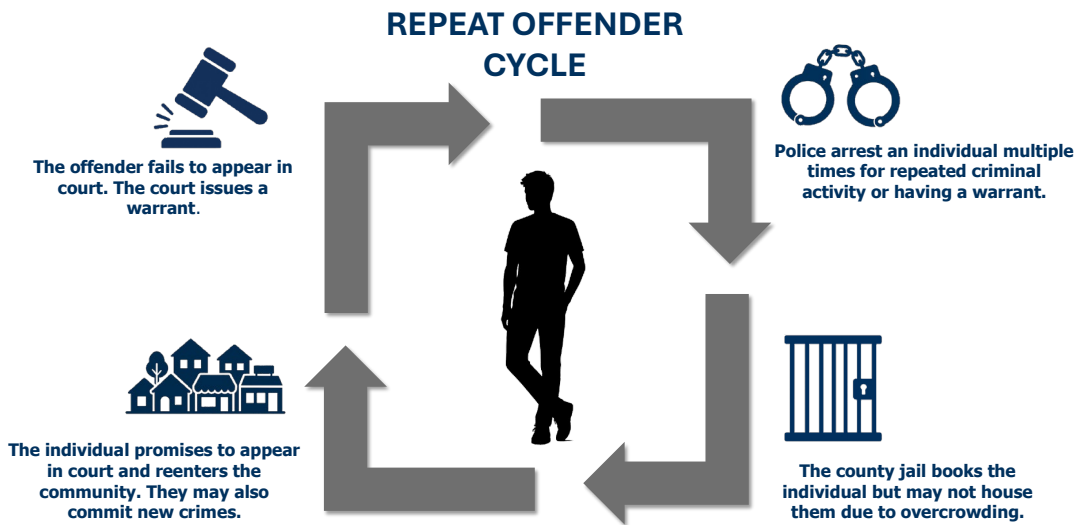 REPEAT OFFENDER
CYCLE
The offender fails to appear in
court. The court issues a
warrant.
Police arrest an individual multiple
times for repeated criminal
activity or having a warrant.
The individual promises to appear
in court and reenters the
community. They may also
commit new crimes.
The county jail books the
individual but may not house
them due to overcrowding.